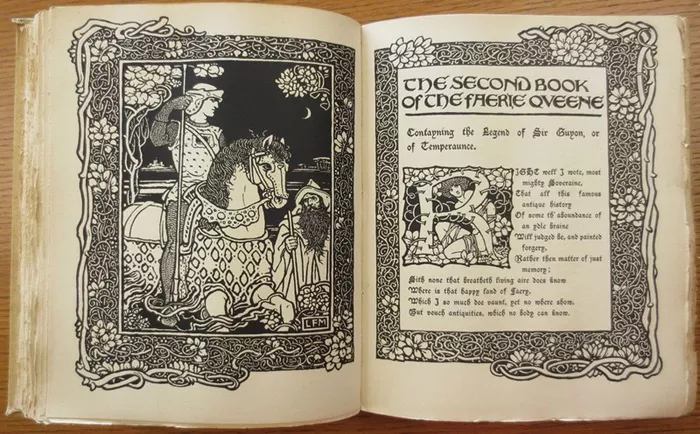 LFM
THE SECOND BOOK
OF THE FAERIE QVEENE
Contayning the Legend of Sir Guyon, or
of Temperaunce.
RIGHT well I wote, most
mighty Soveraine,
That all this famous
antique history
Of some th' aboundance of
an ydle braine
Will judged be, and painted
forgery,
Rather then matter of just
memory;
Sith none that breatheth living aire does know
Where is that happy land of Faery,
Which I so much doe vaunt, yet no where show,
But vouch antiquities, which no body can know.